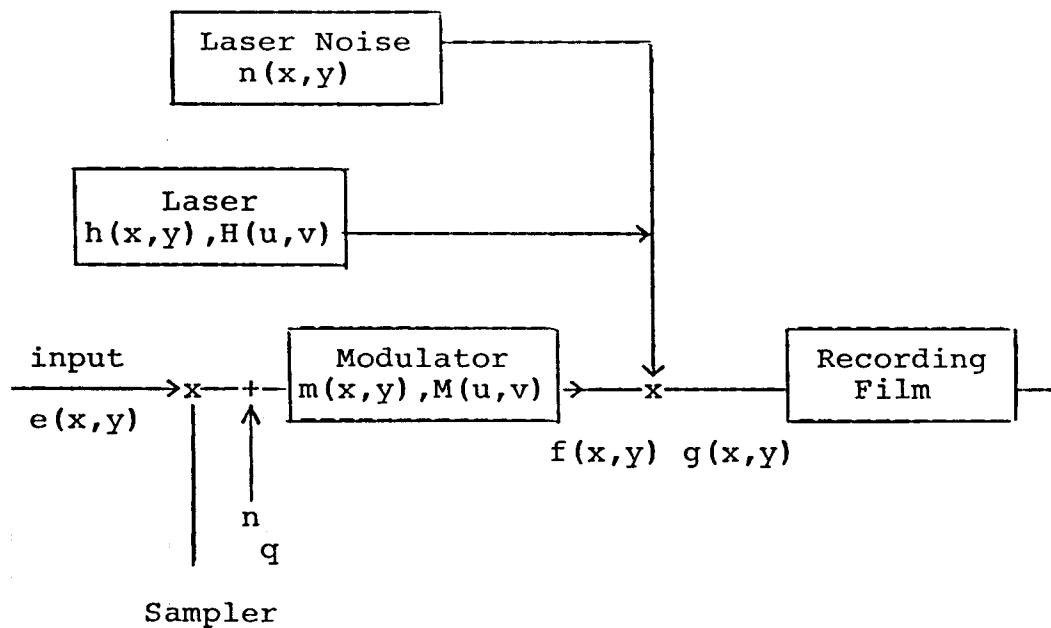 Laser Noise
n(x,y)
Laser
h(x,y),H(u,v)
input
e(x,y)
x
+
Modulator
m(x,y),M(u,v)
x
Recording
Film
f(x,y) g(x,y)
n
q
Sampler